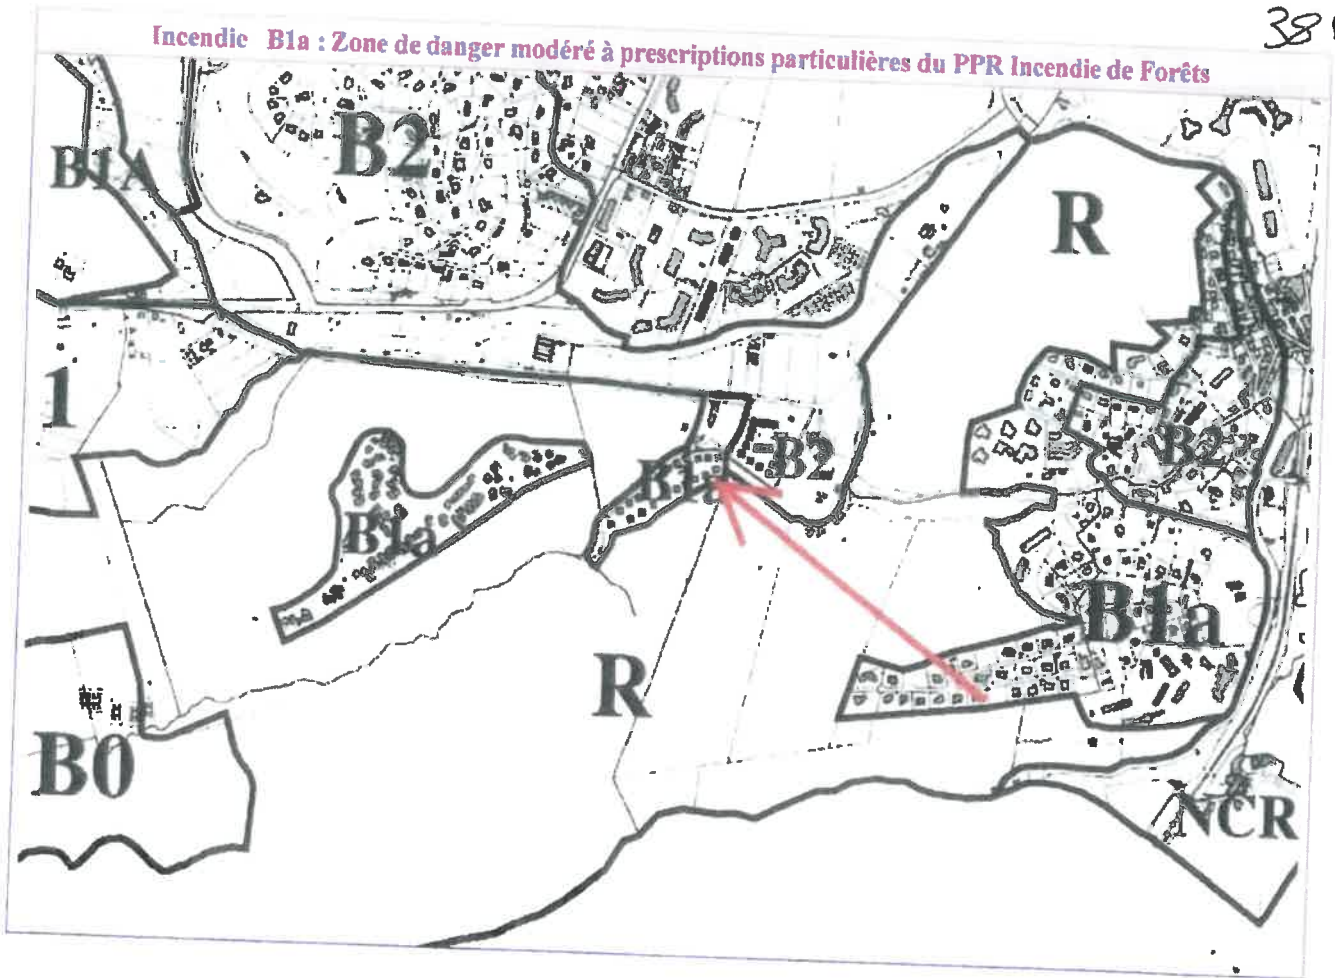 38
Incendie B1a : Zone de danger modéré à prescriptions particulières du PPR Incendie de Forêts
B2
B1A
R
1
B2
B2
B1a
B1a
B1a
R
B0
NCR